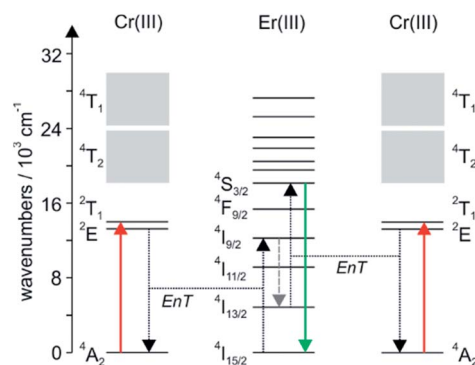 Cr(III) Er(III) Cr(III)
wavenumbers / 10³ cm⁻¹
32
24
16
8
0
⁴T₁
⁴T₂
²T₁
²E
⁴A₂
EnT
⁴S₃/₂
⁴F₉/₂
⁴I₉/₂
⁴I₁₁/₂
⁴I₁₃/₂
⁴I₁₅/₂
EnT
⁴T₁
⁴T₂
²T₁
²E
⁴A₂